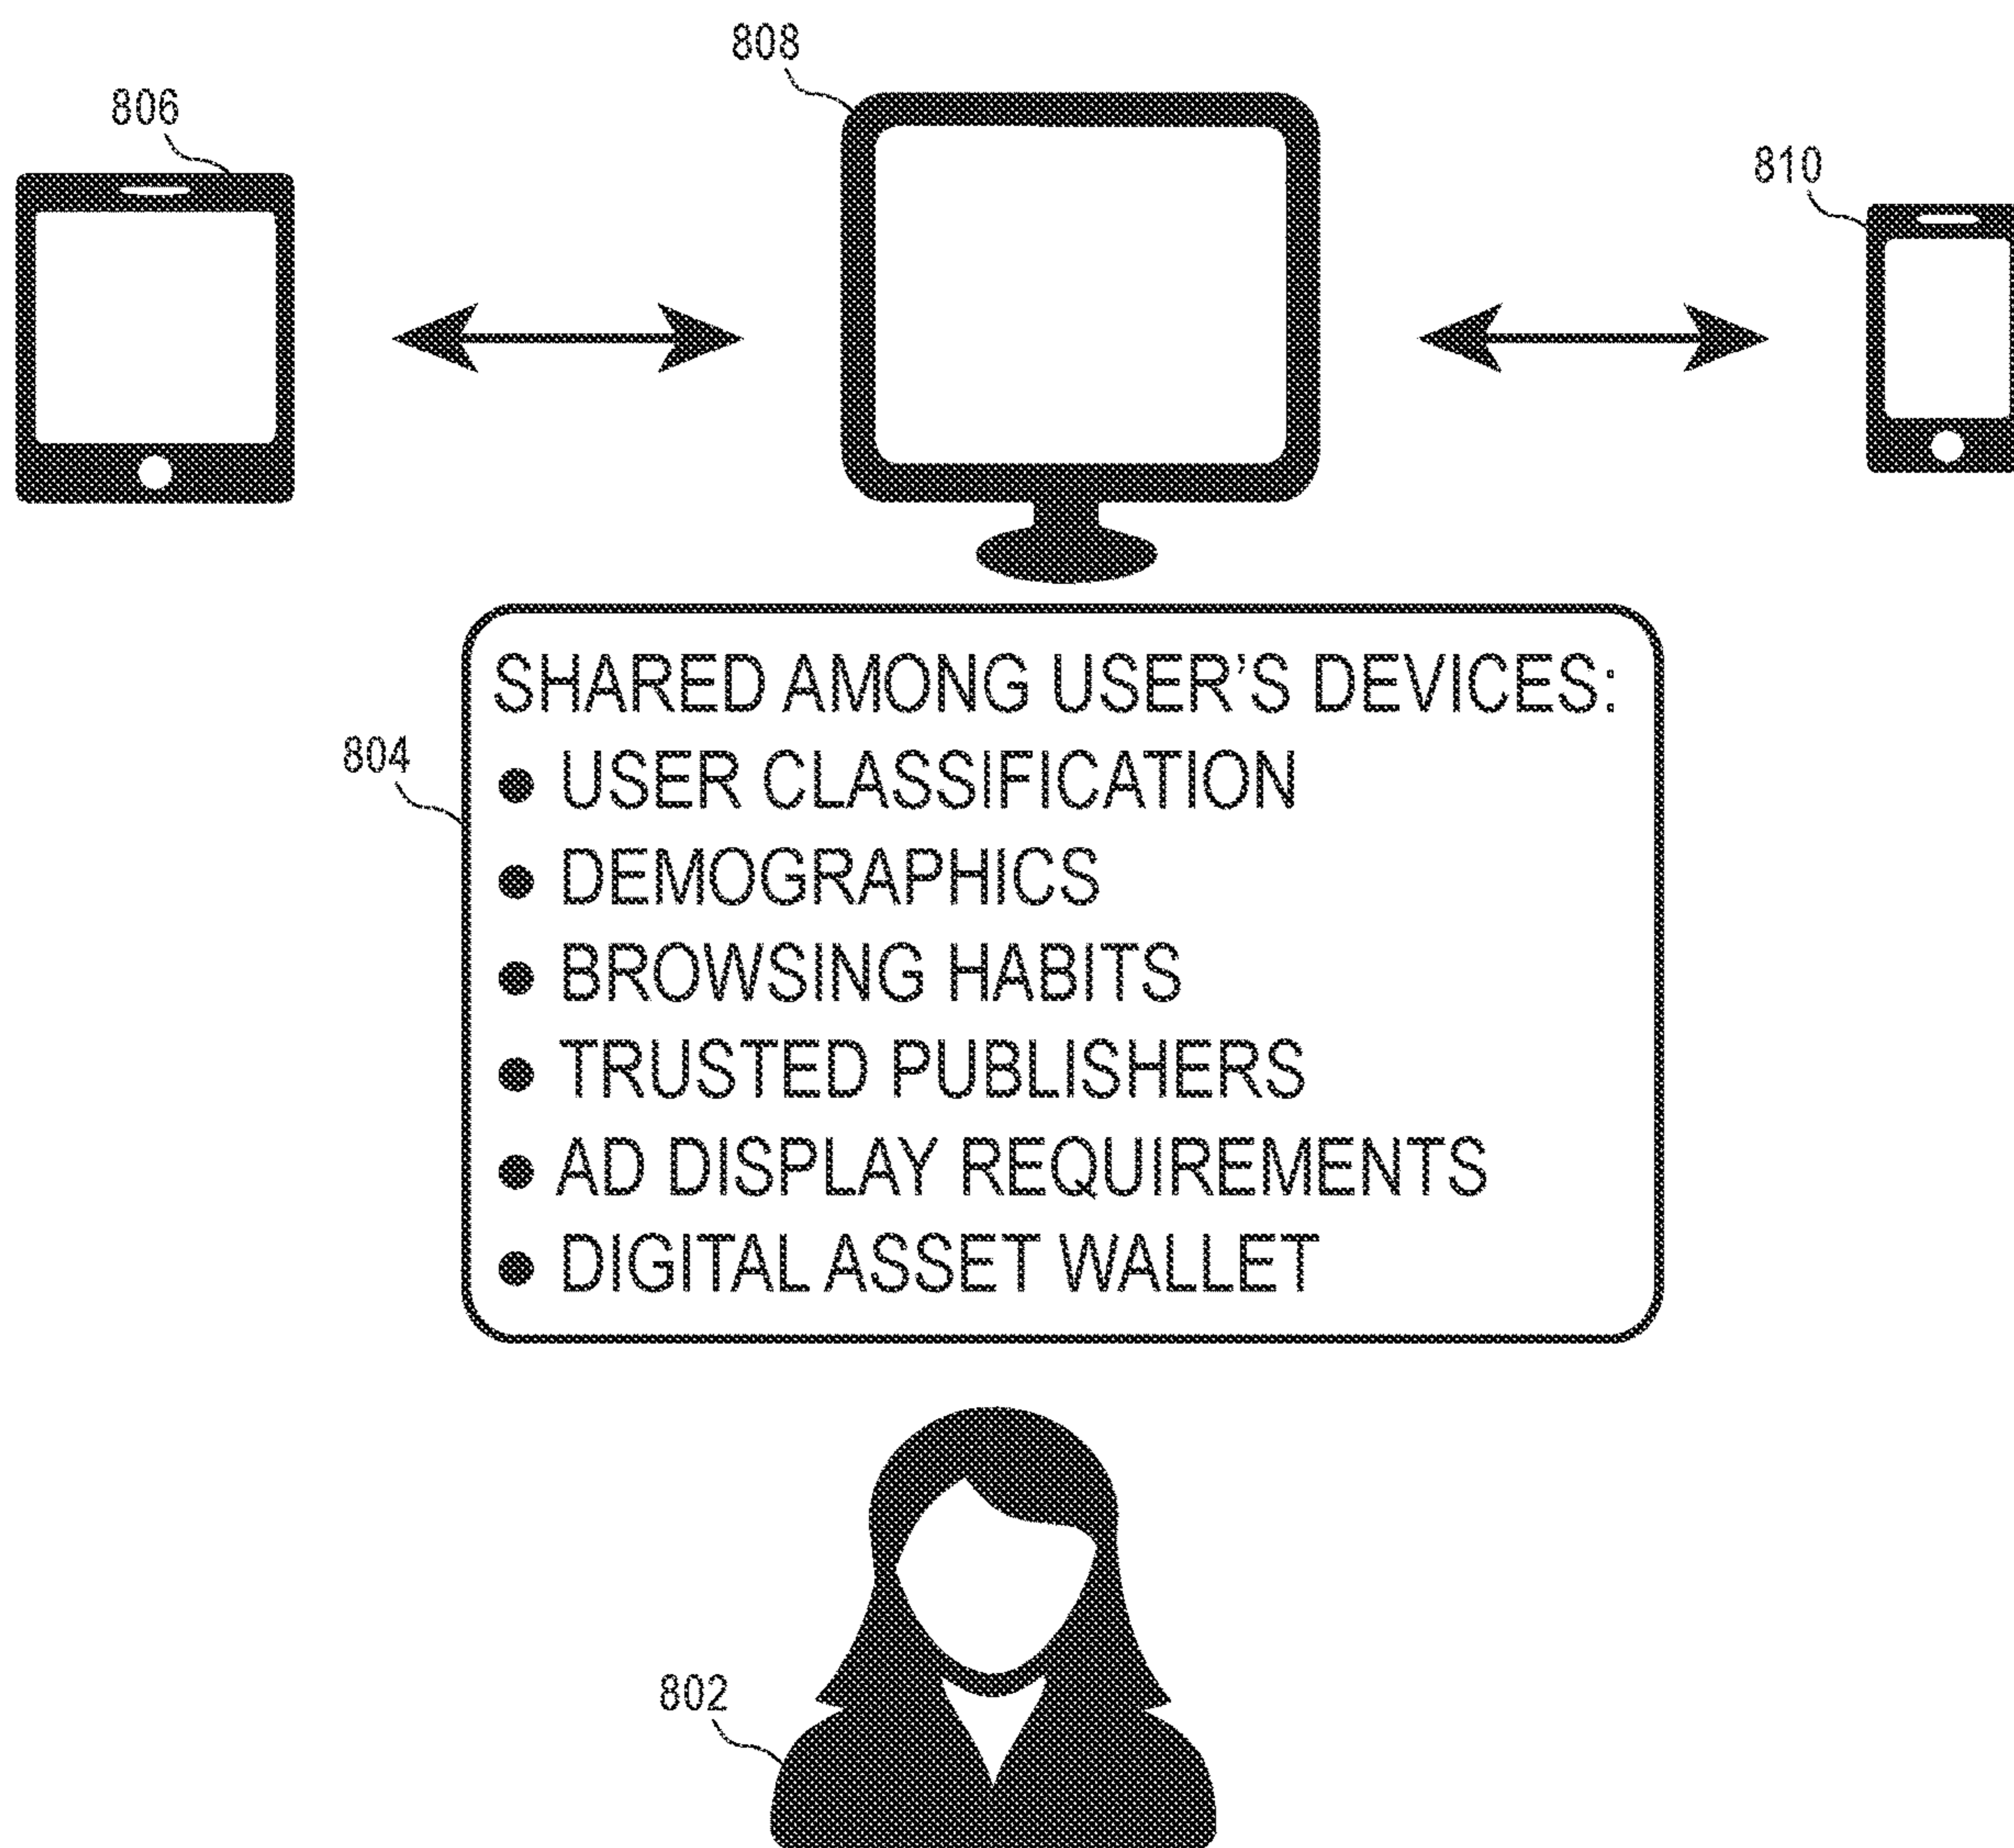 808
806
810
SHARED AMONG USER’S DEVICES:
804
● USER CLASSIFICATION
● DEMOGRAPHICS
● BROWSING HABITS
● TRUSTED PUBLISHERS
● AD DISPLAY REQUIREMENTS
● DIGITAL ASSET WALLET
802